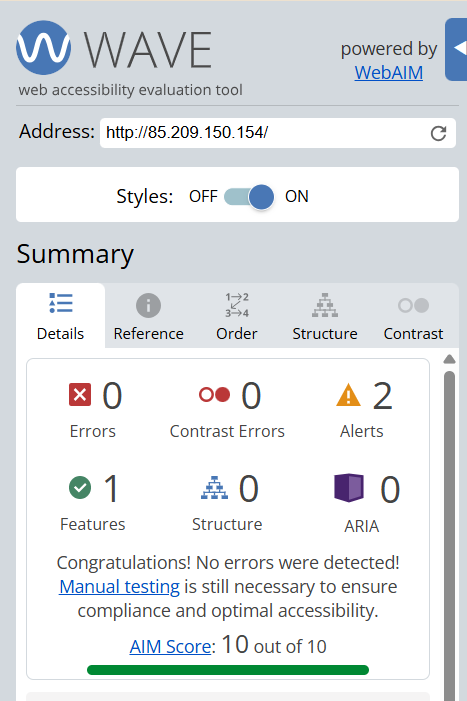 WAVE
powered by
WebAIM
web accessibility evaluation tool
Address: http://85.209.150.154/
Styles: OFF ON
Summary
Details Reference Order Structure Contrast
0 0 2
Errors Contrast Errors Alerts
1 0 0
Features Structure ARIA
Congratulations! No errors were detected!
Manual testing is still necessary to ensure
compliance and optimal accessibility.
AIM Score: 10 out of 10